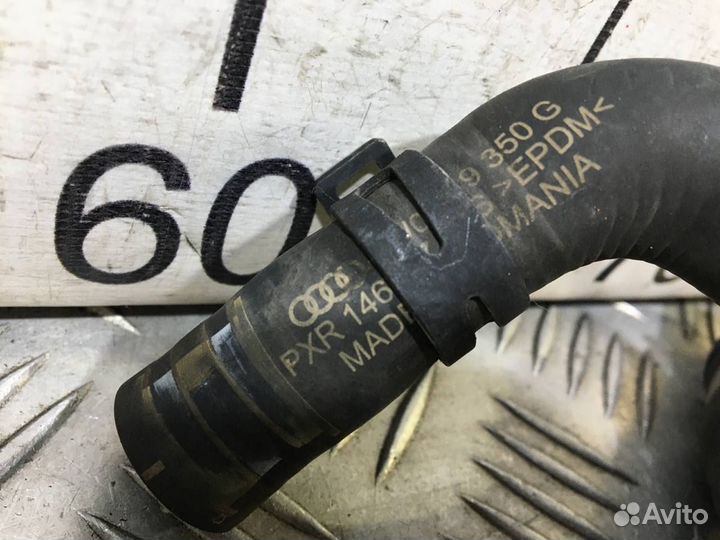 60
9 350 G
PXR 146 >EPDM<
MADE MANIA
Avito